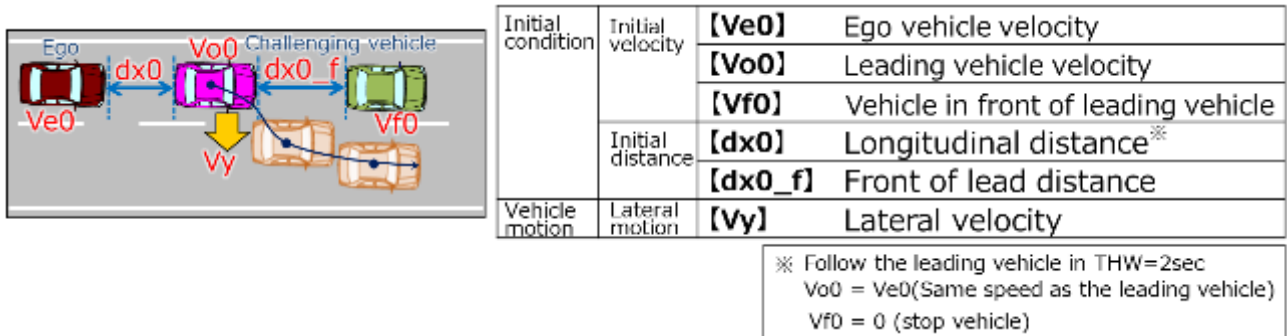 Ego
Vo0
Challenging vehicle
dx0
dx0_f
Ve0
Vf0
Vy
Initial condition
Initial velocity
【Ve0】 Ego vehicle velocity
【Vo0】 Leading vehicle velocity
【Vf0】 Vehicle in front of leading vehicle
Initial distance
【dx0】 Longitudinal distance※
【dx0_f】 Front of lead distance
Vehicle motion
Lateral motion
【Vy】 Lateral velocity
※ Follow the leading vehicle in THW=2sec
Vo0 = Ve0(Same speed as the leading vehicle)
Vf0 = 0 (stop vehicle)